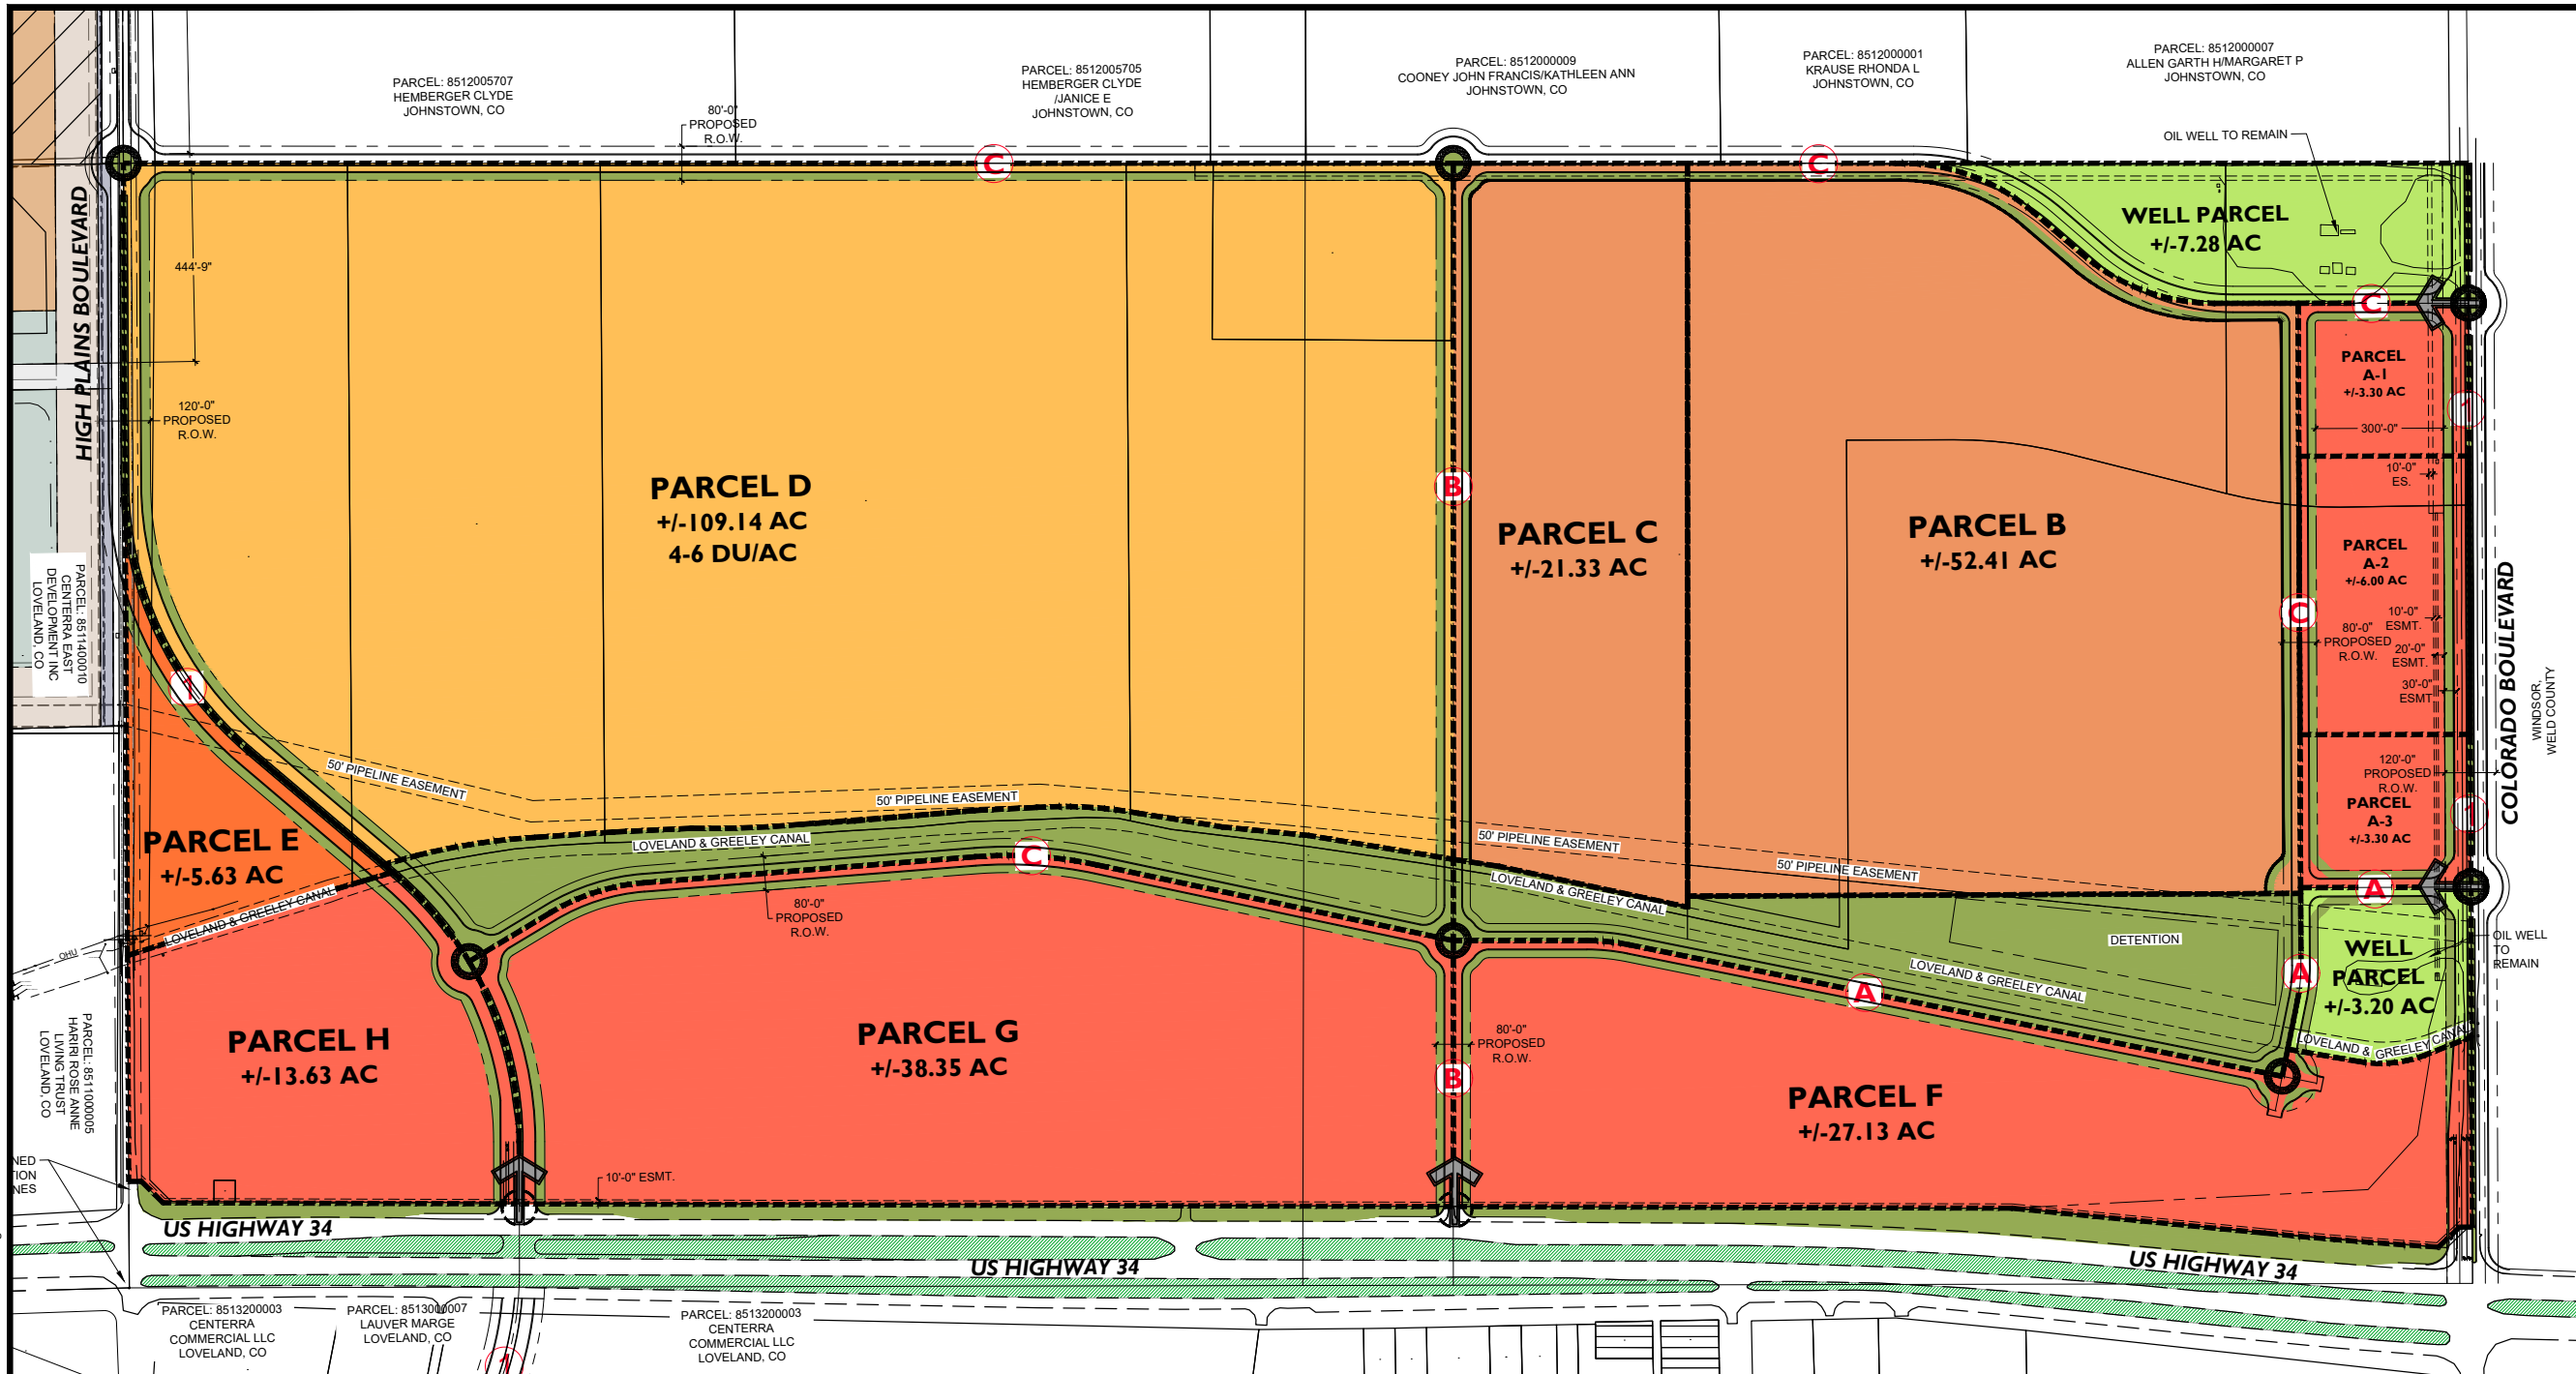 PARCEL: 8512005707
HEMBERGER CLYDE
JOHNSTOWN, CO
80'-0"
PROPOSED
R.O.W.
PARCEL: 8512005705
HEMBERGER CLYDE
/JANICE E
JOHNSTOWN, CO
PARCEL: 8512000009
COONEY JOHN FRANCIS/KATHLEEN ANN
JOHNSTOWN, CO
PARCEL: 8512000001
KRAUSE RHONDA L
JOHNSTOWN, CO
PARCEL: 8512000007
ALLEN GARTH H/MARGARET P
JOHNSTOWN, CO
OIL WELL TO REMAIN
C
C
WELL PARCEL
+/-7.28 AC
C
HIGH PLAINS BOULEVARD
444'-9"
120'-0"
PROPOSED
R.O.W.
PARCEL D
+/-109.14 AC
4-6 DU/AC
B
PARCEL C
+/-21.33 AC
PARCEL B
+/-52.41 AC
PARCEL
A-1
+/-3.30 AC
1
300'-0"
10'-0"
ES.
PARCEL
A-2
+/-6.00 AC
C
10'-0"
ESMT.
80'-0"
PROPOSED
R.O.W.
20'-0"
ESMT.
30'-0"
ESMT
COLORADO BOULEVARD
WINDSOR,
WELD COUNTY
PARCEL: 8511400010
CENTERRA EAST
DEVELOPMENT INC
LOVELAND, CO
1
120'-0"
PROPOSED
R.O.W.
PARCEL
A-3
+/-3.30 AC
1
50' PIPELINE EASEMENT
50' PIPELINE EASEMENT
50' PIPELINE EASEMENT
50' PIPELINE EASEMENT
PARCEL E
+/-5.63 AC
LOVELAND & GREELEY CANAL
LOVELAND & GREELEY CANAL
C
LOVELAND & GREELEY CANAL
A
80'-0"
PROPOSED
R.O.W.
DETENTION
LOVELAND & GREELEY CANAL
A
A
WELL
PARCEL
+/-3.20 AC
OIL WELL
TO
REMAIN
LOVELAND & GREELEY CANAL
OHU
PARCEL: 8511000005
HARIRI ROSE ANNE
LIVING TRUST
LOVELAND, CO
PARCEL H
+/-13.63 AC
PARCEL G
+/-38.35 AC
80'-0"
PROPOSED
R.O.W.
B
PARCEL F
+/-27.13 AC
NED
TION
NES
10'-0" ESMT.
US HIGHWAY 34
US HIGHWAY 34
US HIGHWAY 34
PARCEL: 8513200003
CENTERRA
COMMERCIAL LLC
LOVELAND, CO
PARCEL: 8513000007
LAUVER MARGE
LOVELAND, CO
1
PARCEL: 8513200003
CENTERRA
COMMERCIAL LLC
LOVELAND, CO